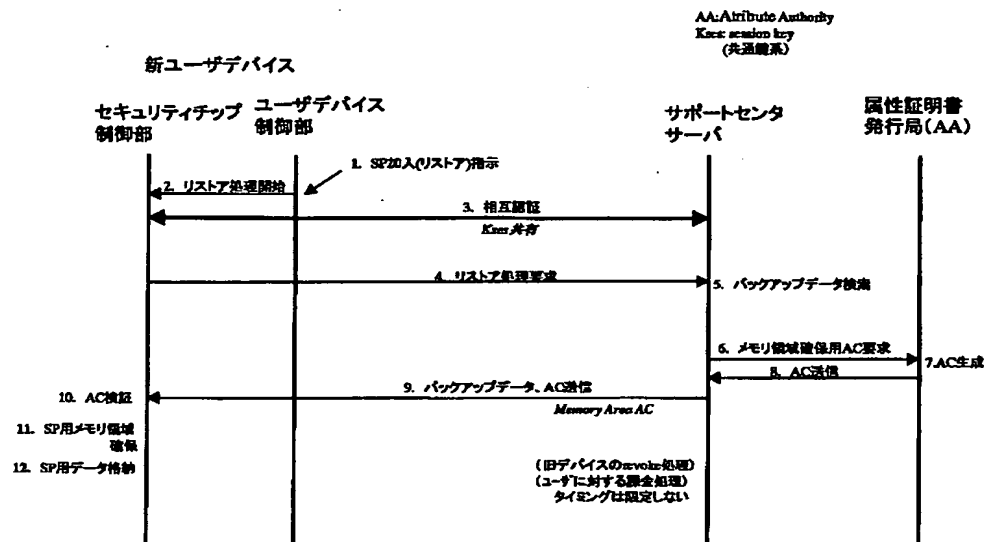 AA:Atribute Authority
Kses: session key
(共通鍵系)
新ユーザデバイス
セキュリティチップ
制御部
ユーザデバイス
制御部
サポートセンタ
サーバ
属性証明書
発行局(AA)
1. SP加入(リストア)指示
2. リストア処理開始
3. 相互認証
Kses共有
4. リストア処理要求
5. バックアップデータ検索
6. メモリ領域確保用AC要求
7.AC生成
8. AC送信
9. バックアップデータ、AC送信
Memory Area AC
10. AC検証
11. SP用メモリ領域
確保
12. SP用データ格納
(旧デバイスのrevoke処理)
(ユーザに対する課金処理)
タイミングは限定しない